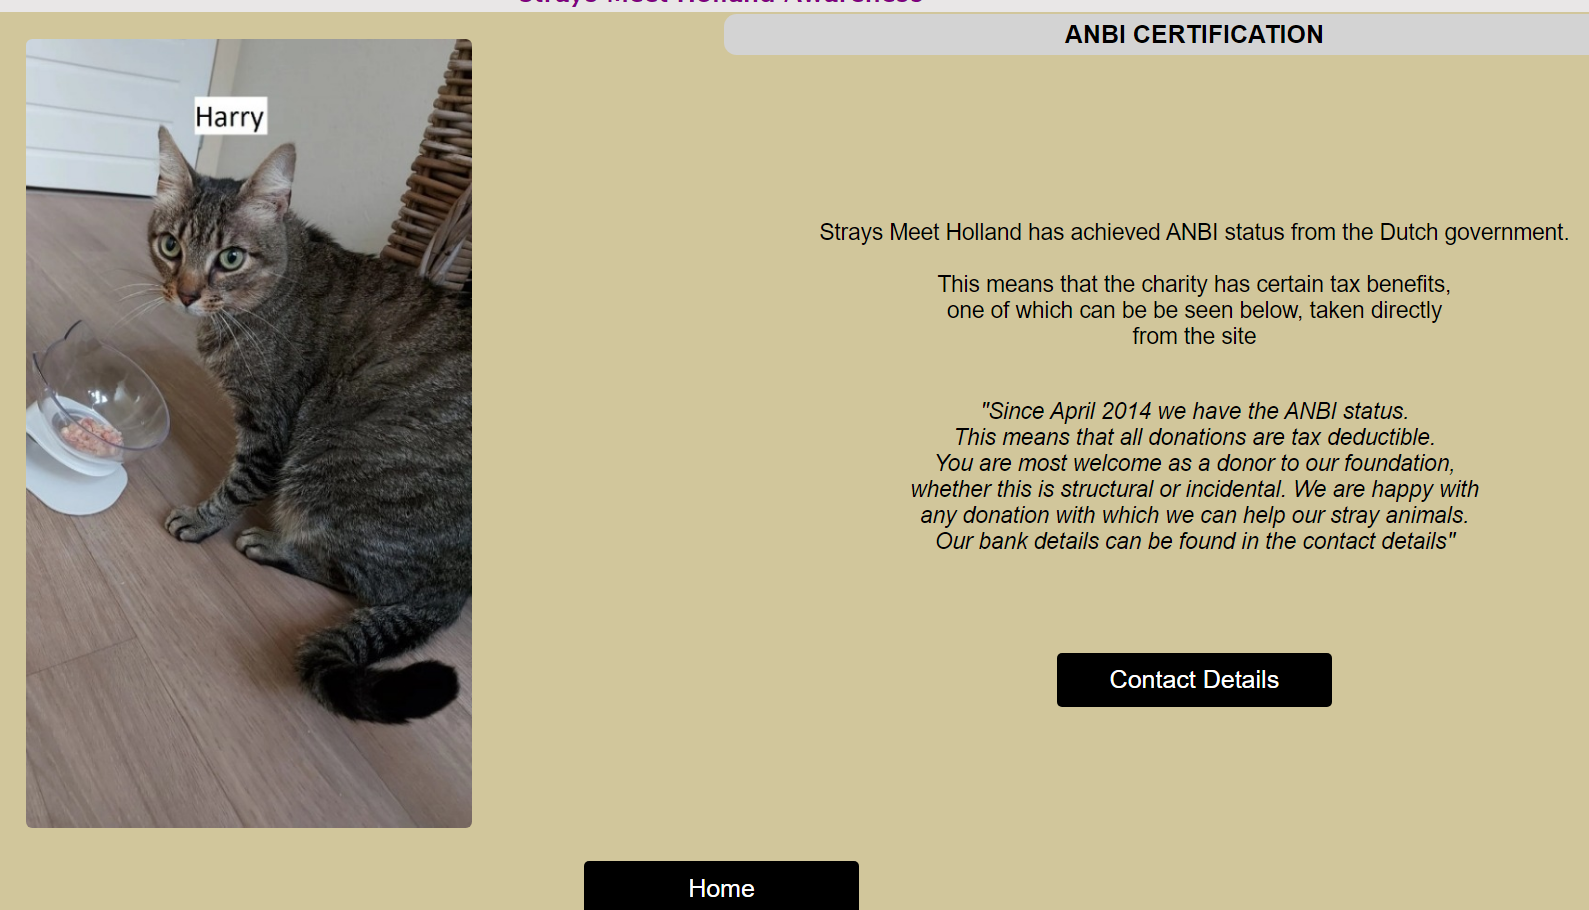 Strays Meet Holland Awareness
ANBI CERTIFICATION
Harry
Strays Meet Holland has achieved ANBI status from the Dutch government.
This means that the charity has certain tax benefits,
one of which can be be seen below, taken directly
from the site
"Since April 2014 we have the ANBI status.
This means that all donations are tax deductible.
You are most welcome as a donor to our foundation,
whether this is structural or incidental. We are happy with
any donation with which we can help our stray animals.
Our bank details can be found in the contact details"
Contact Details
Home